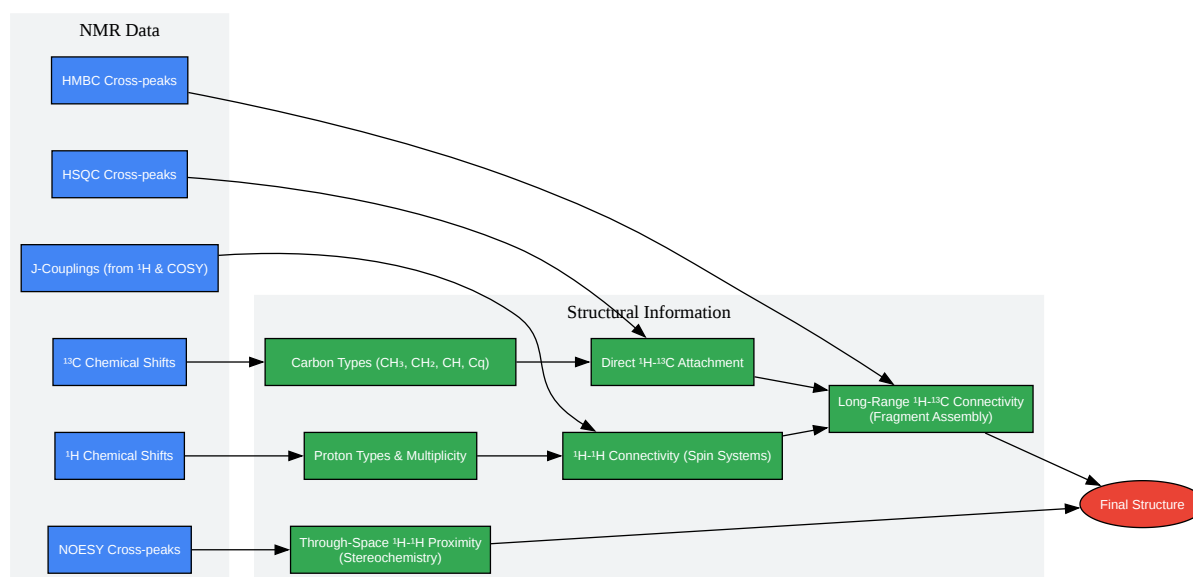 NMR Data
HMBC Cross-peaks
HSQC Cross-peaks
J-Couplings (from ¹H & COSY)
Structural Information
¹³C Chemical Shifts
Carbon Types (CH₃, CH₂, CH, Cq)
Direct ¹H-¹³C Attachment
Long-Range ¹H-¹³C Connectivity
(Fragment Assembly)
¹H Chemical Shifts
Proton Types & Multiplicity
¹H-¹H Connectivity (Spin Systems)
Final Structure
NOESY Cross-peaks
Through-Space ¹H-¹H Proximity
(Stereochemistry)